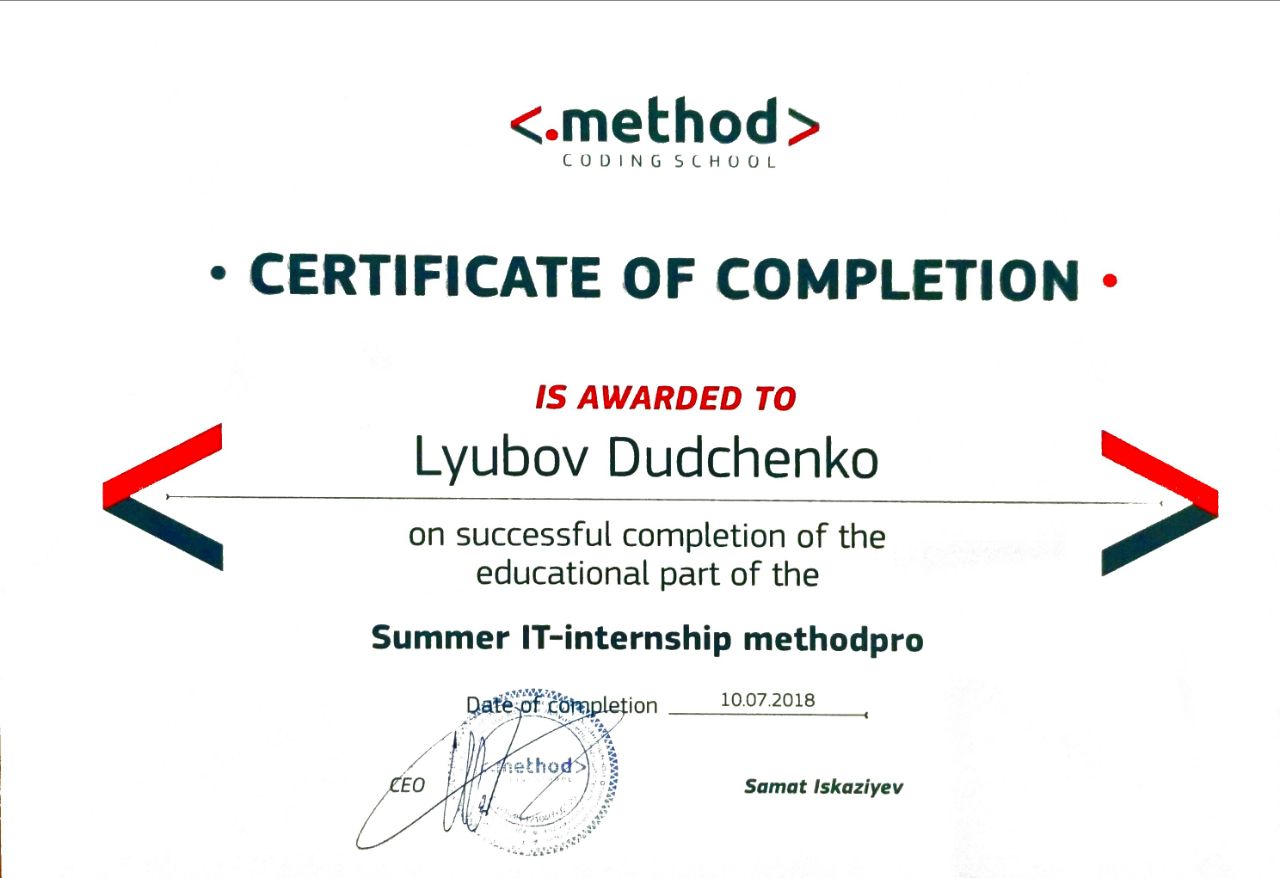 <.method>
CODING SCHOOL
• CERTIFICATE OF COMPLETION •
IS AWARDED TO
Lyubov Dudchenko
on successful completion of the
educational part of the
Summer IT-internship methodpro
Date of completion 10.07.2018
method>
CEO
Samat Iskaziyev